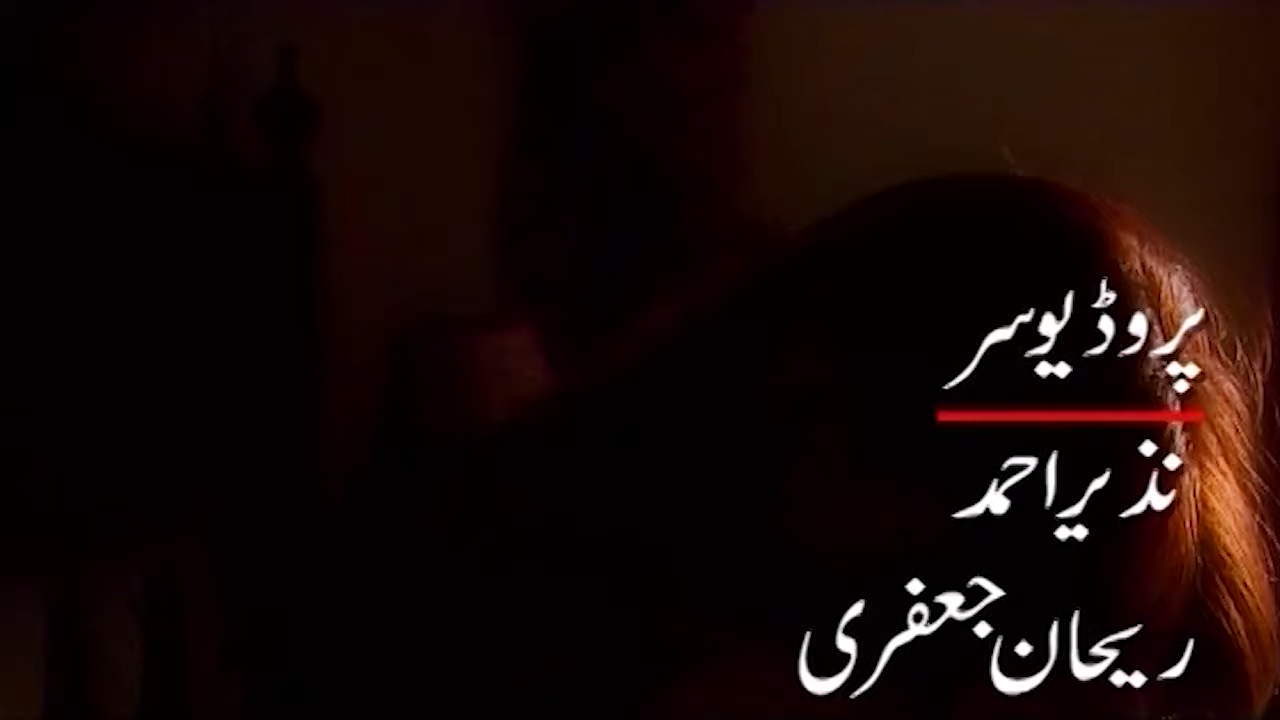 پروڈیوسر
نذیر احمد
ریحان جعفری